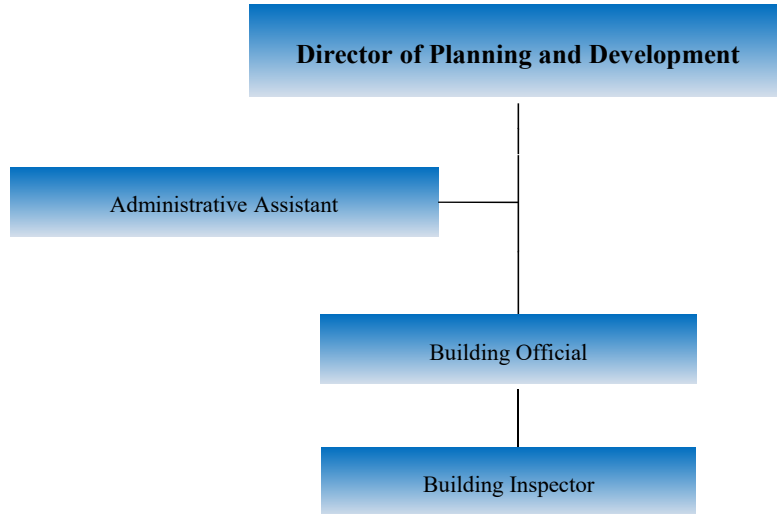 Director of Planning and Development
Administrative Assistant
Building Official
Building Inspector